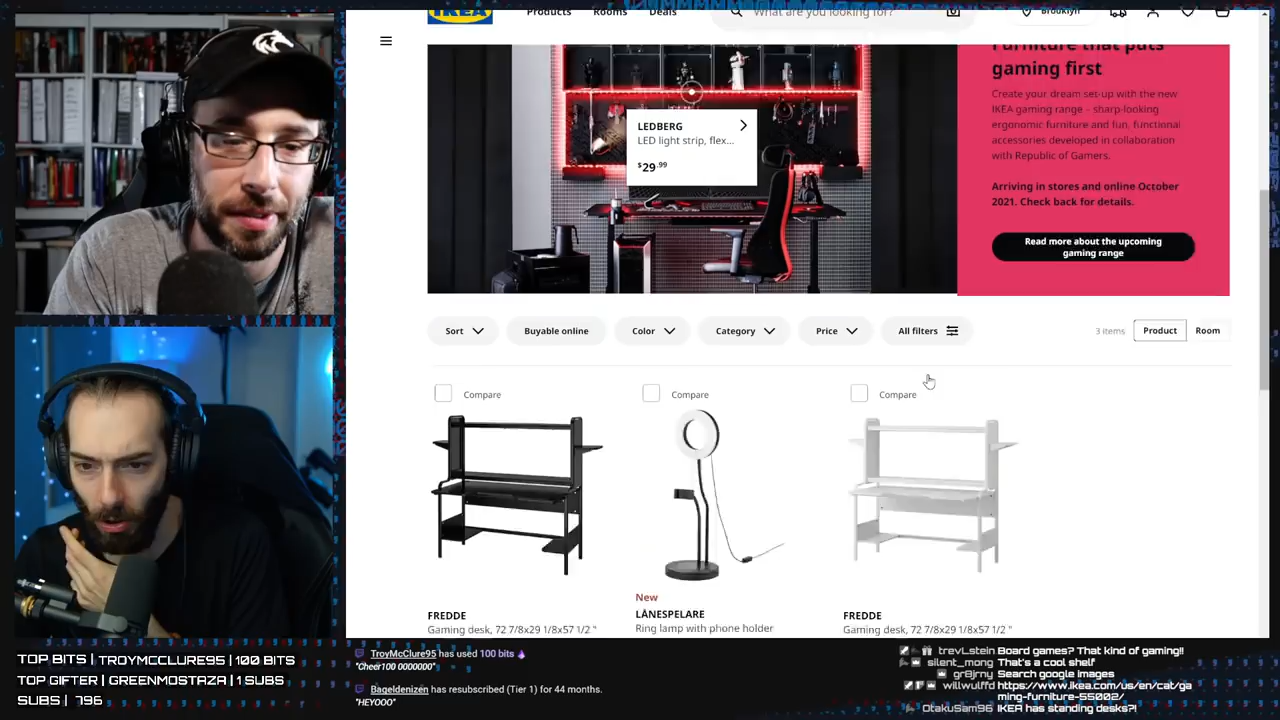 IKEA
Products Rooms Deals
What are you looking for?
Brooklyn
LEDBERG
LED light strip, flex...
$29.99
Furniture that puts
gaming first
Create your dream set-up with the new
IKEA gaming range – sharp-looking
ergonomic furniture and fun, functional
accessories developed in collaboration
with Republic of Gamers.
Arriving in stores and online October
2021. Check back for details.
Read more about the upcoming
gaming range
Sort
Buyable online
Color
Category
Price
All filters
3 items
Product
Room
Compare
Compare
Compare
New
FREDDE
Gaming desk, 72 7/8x29 1/8x57 1/2 "
LÅNESPELARE
Ring lamp with phone holder
FREDDE
Gaming desk, 72 7/8x29 1/8x57 1/2 "
TOP BITS | TROYMCCLURE95 | 100 BITS
TOP GIFTER | GREENMOSTAZA | 1 SUBS
SUBS | 796
TroyMcClure95 has used 100 bits
"Cheer100 0000000"
Bageldenizen has resubscribed (Tier 1) for 44 months.
"HEYOOO"
trevLstein Board games? That kind of gaming!!
silent_mong That's a cool shelf
gr8jrny Search google images
willwulfd https://www.ikea.com/us/en/cat/ga
ming-furniture-55002/
OtakuSam96 IKEA has standing desks?!